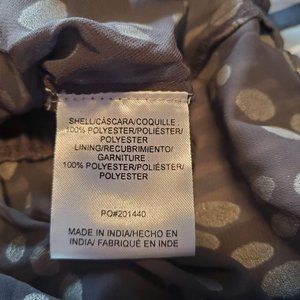 SHELL/CÁSCARA/COQUILLE :
100% POLYESTER/POLIÉSTER/
POLYESTER
LINING/RECUBRIMIENTO/
GARNITURE :
100% POLYESTER/POLIÉSTER/
POLYESTER
PO#201440
MADE IN INDIA/HECHO EN
INDIA/ FABRIQUÉ EN INDE